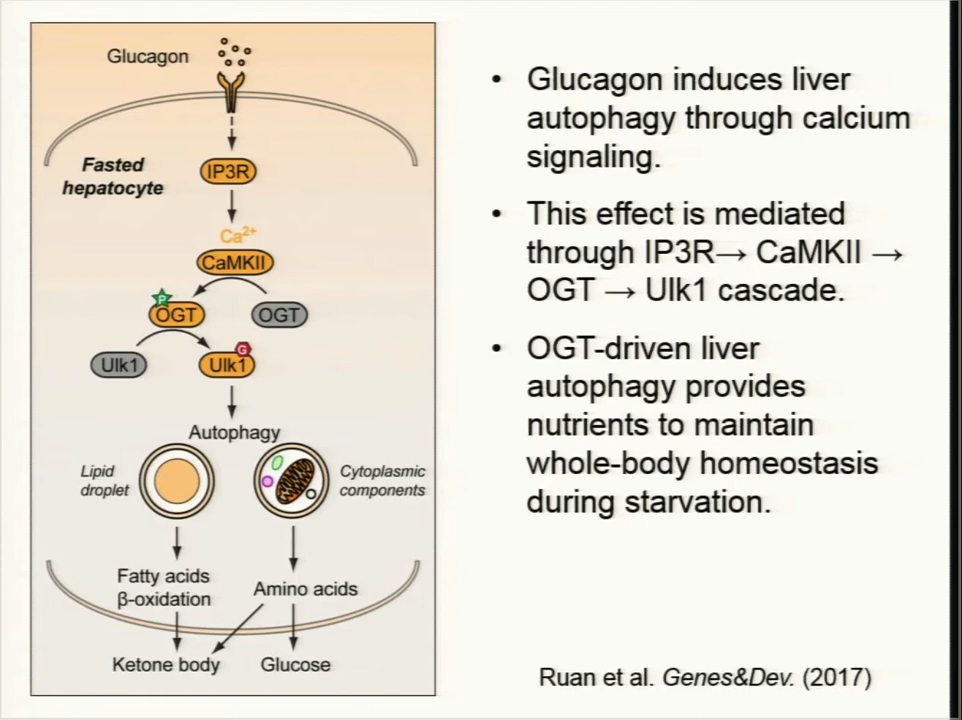 Glucagon
Fasted
hepatocyte
IP3R
Ca²⁺
CaMKII
P
OGT
OGT
Ulk1
G
Ulk1
Autophagy
Lipid
droplet
Cytoplasmic
components
Fatty acids
β-oxidation
Amino acids
Ketone body
Glucose
• Glucagon induces liver
autophagy through calcium
signaling.
• This effect is mediated
through IP3R→ CaMKII →
OGT → Ulk1 cascade.
• OGT-driven liver
autophagy provides
nutrients to maintain
whole-body homeostasis
during starvation.
Ruan et al. Genes&Dev. (2017)